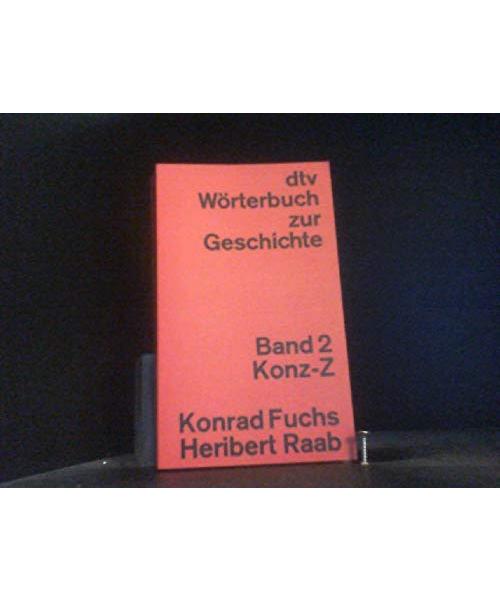 dtv
Wörterbuch
zur
Geschichte
Band 2
Konz-Z
Konrad Fuchs
Heribert Raab